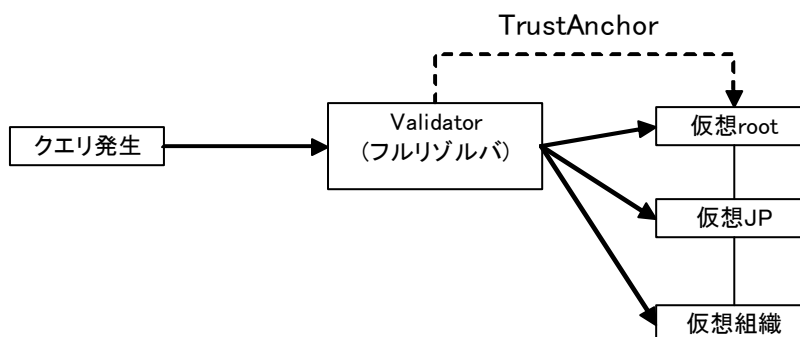 TrustAnchor
クエリ発生
Validator
(フルリゾルバ)
仮想root
仮想JP
仮想組織